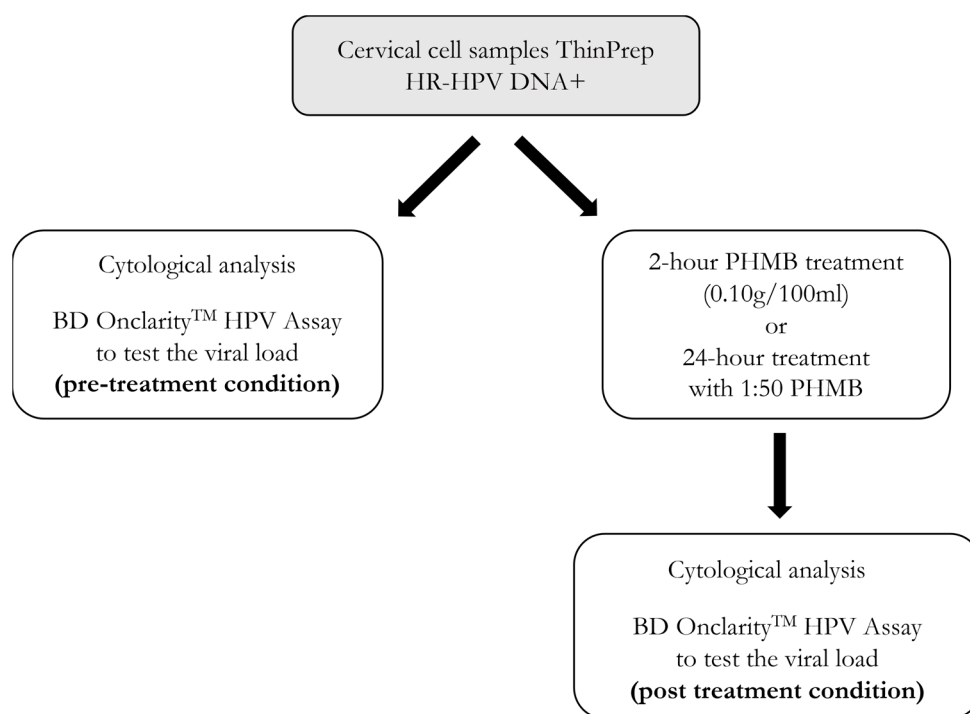 Cervical cell samples ThinPrep
HR-HPV DNA+
Cytological analysis
BD Onclarity™ HPV Assay
to test the viral load
(pre-treatment condition)
2-hour PHMB treatment
(0.10g/100ml)
or
24-hour treatment
with 1:50 PHMB
Cytological analysis
BD Onclarity™ HPV Assay
to test the viral load
(post treatment condition)